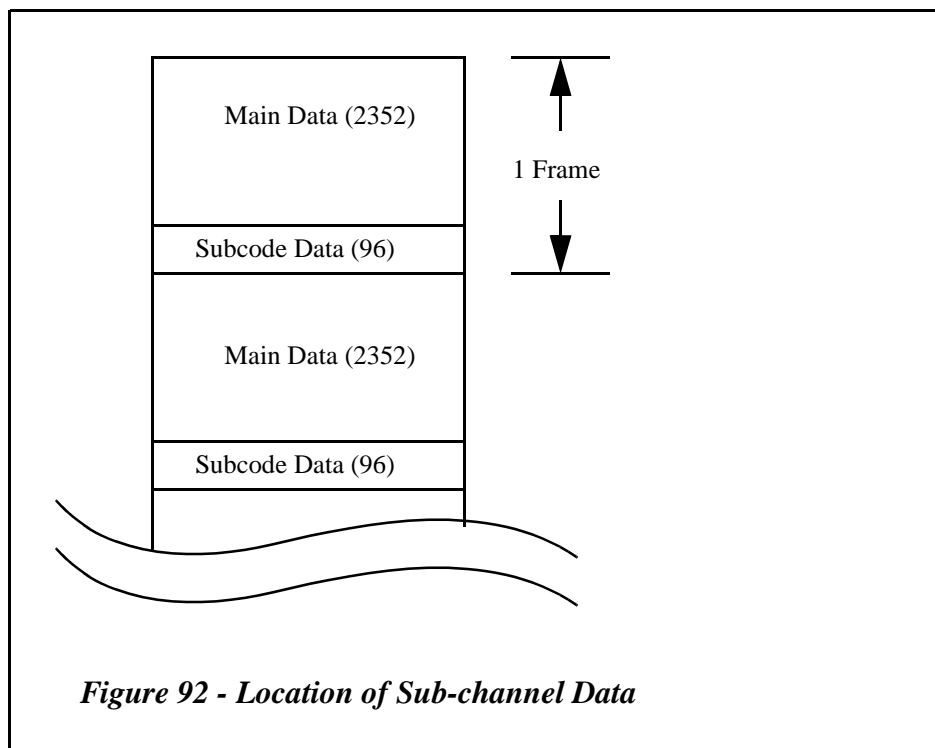 Main Data (2352)
1 Frame
Subcode Data (96)
Main Data (2352)
Subcode Data (96)
Figure 92 - Location of Sub-channel Data